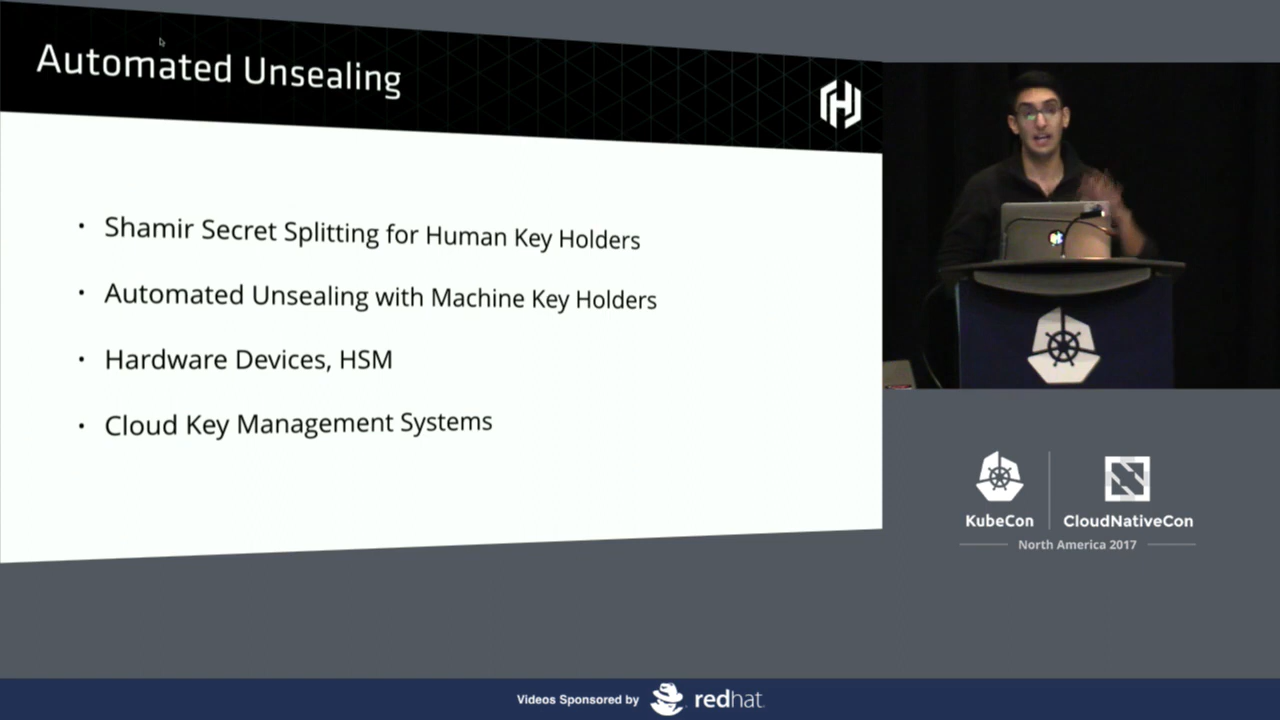 Automated Unsealing
• Shamir Secret Splitting for Human Key Holders
• Automated Unsealing with Machine Key Holders
• Hardware Devices, HSM
• Cloud Key Management Systems
KubeCon
CloudNativeCon
North America 2017
Videos Sponsored by redhat.